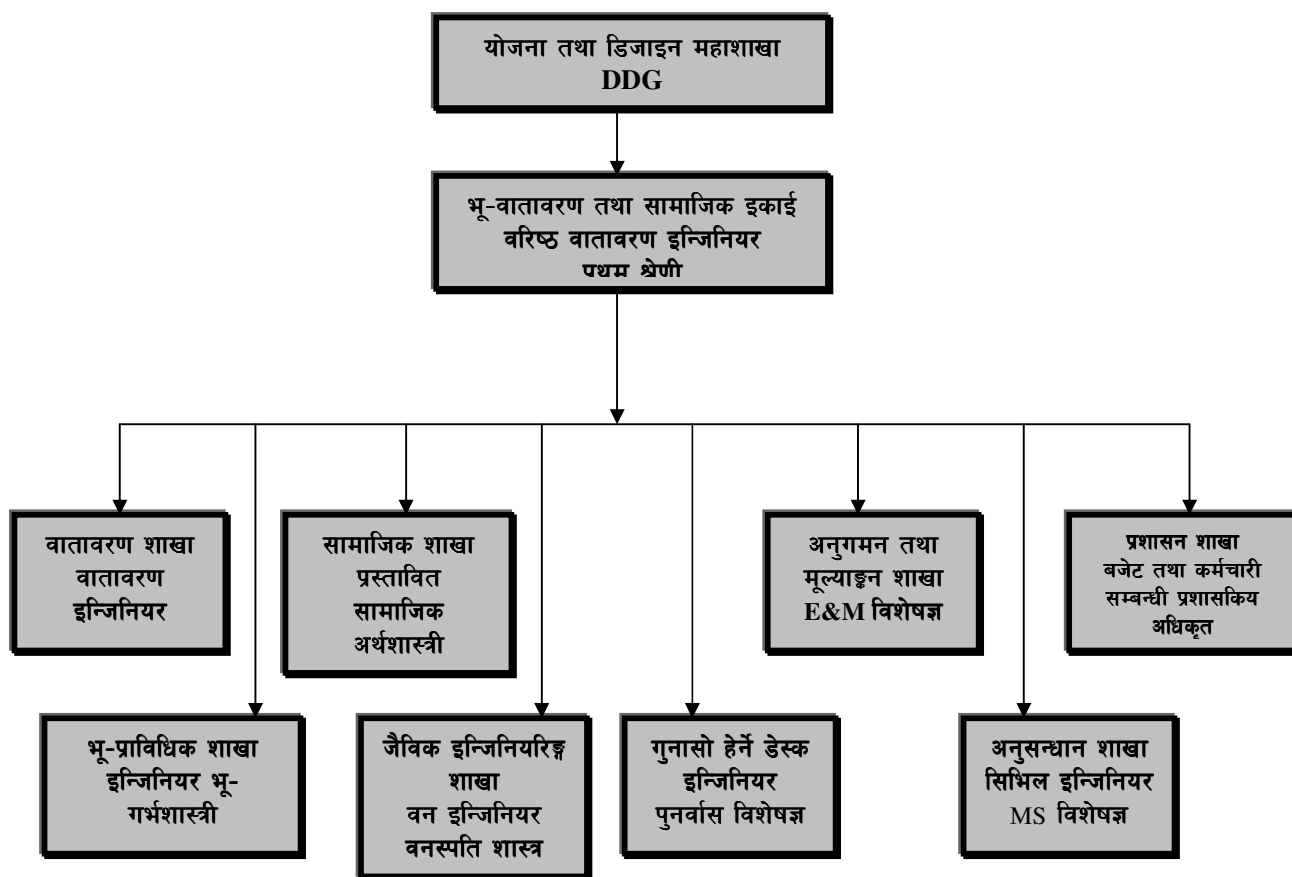 योजना तथा डिजाइन महाशाखा
DDG
भू-वातावरण तथा सामाजिक इकाई
वरिष्ठ वातावरण इन्जिनियर
प्रथम श्रेणी
वातावरण शाखा
वातावरण
इन्जिनियर
सामाजिक शाखा
प्रस्तावित
सामाजिक
अर्थशास्त्री
अनुगमन तथा
मूल्याङ्कन शाखा
E&M विशेषज्ञ
प्रशासन शाखा
बजेट तथा कर्मचारी
सम्बन्धी प्रशासकिय
अधिकृत
भू-प्राविधिक शाखा
इन्जिनियर भू-
गर्भशास्त्री
जैविक इन्जिनियरिङ्ग
शाखा
वन इन्जिनियर
वनस्पति शास्त्र
गुनासो हेर्ने डेस्क
इन्जिनियर
पुनर्वास विशेषज्ञ
अनुसन्धान शाखा
सिभिल इन्जिनियर
MS विशेषज्ञ